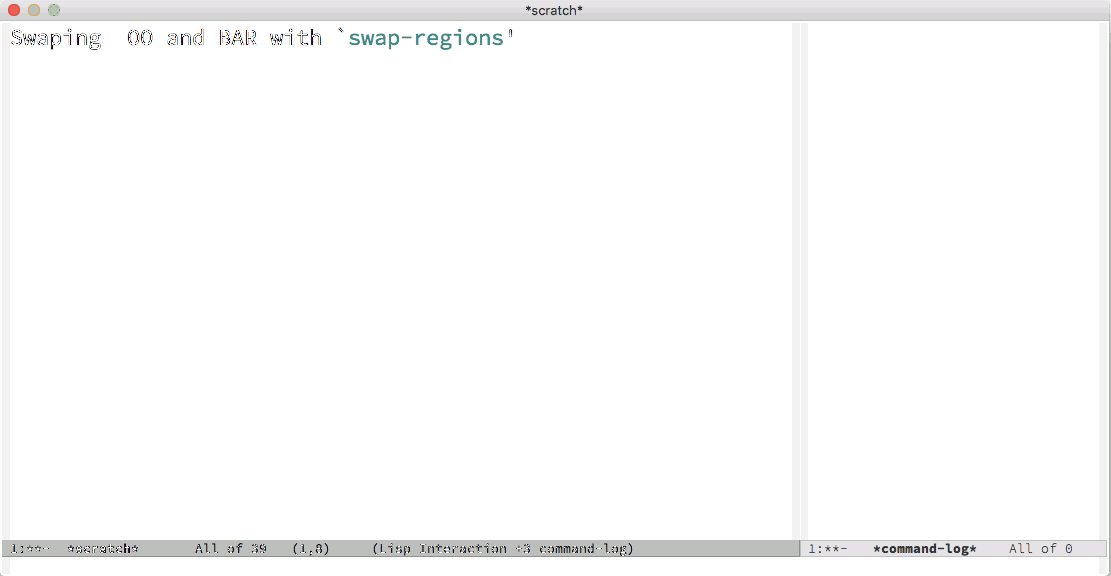 *scratch*
Swaping  OO and BAR with `swap-regions'
1:**-  *scratch*       All of 39   (1,8)     (Lisp Interaction +3 command-log)
1:**-   *command-log*    All of 0